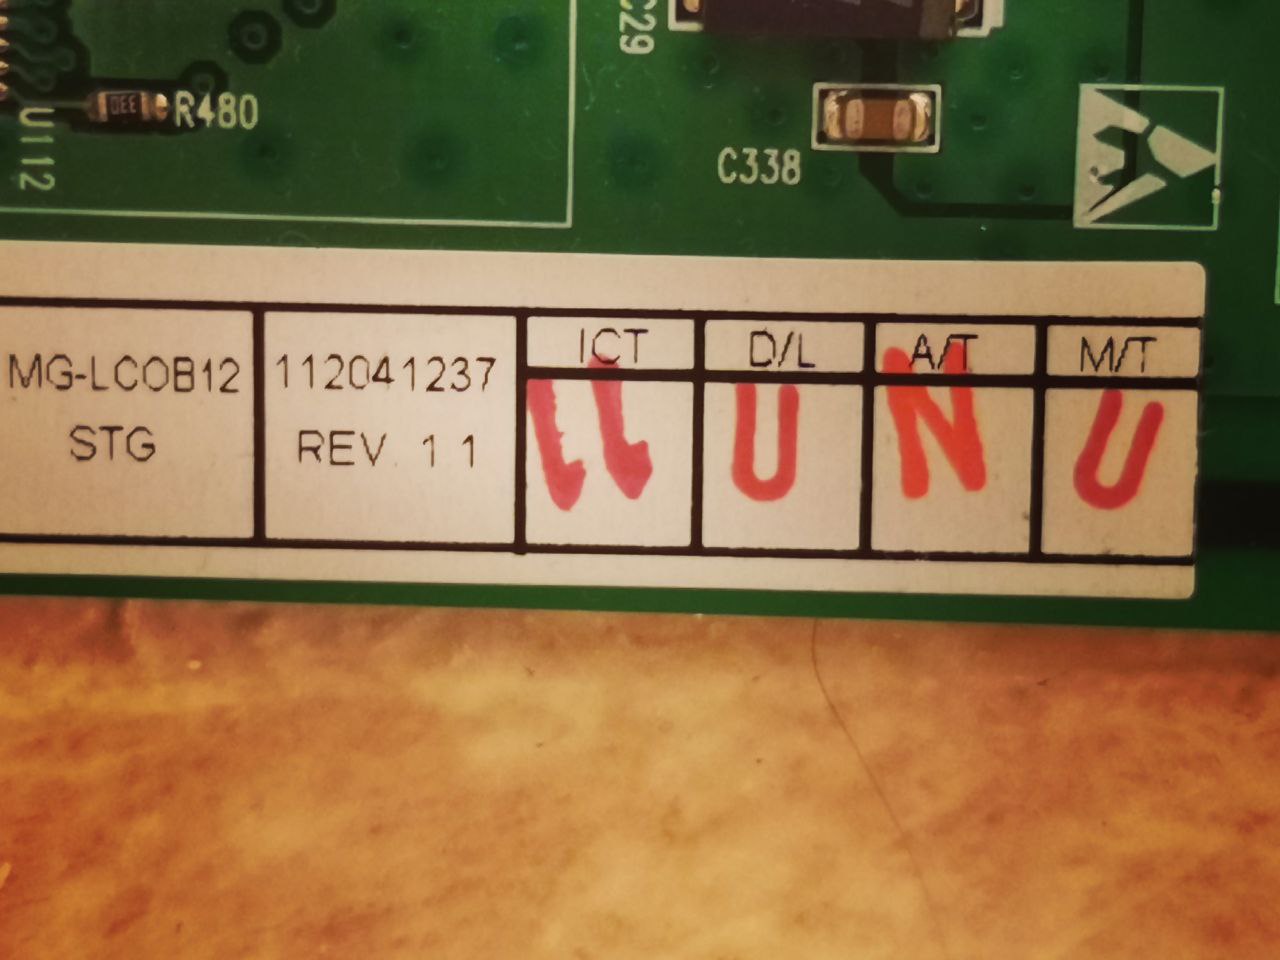 C29
R480
U112
C338
MG-LCOB12
STG
112041237
REV. 1 1
ICT
D/L
A/T
M/T
U
N
U